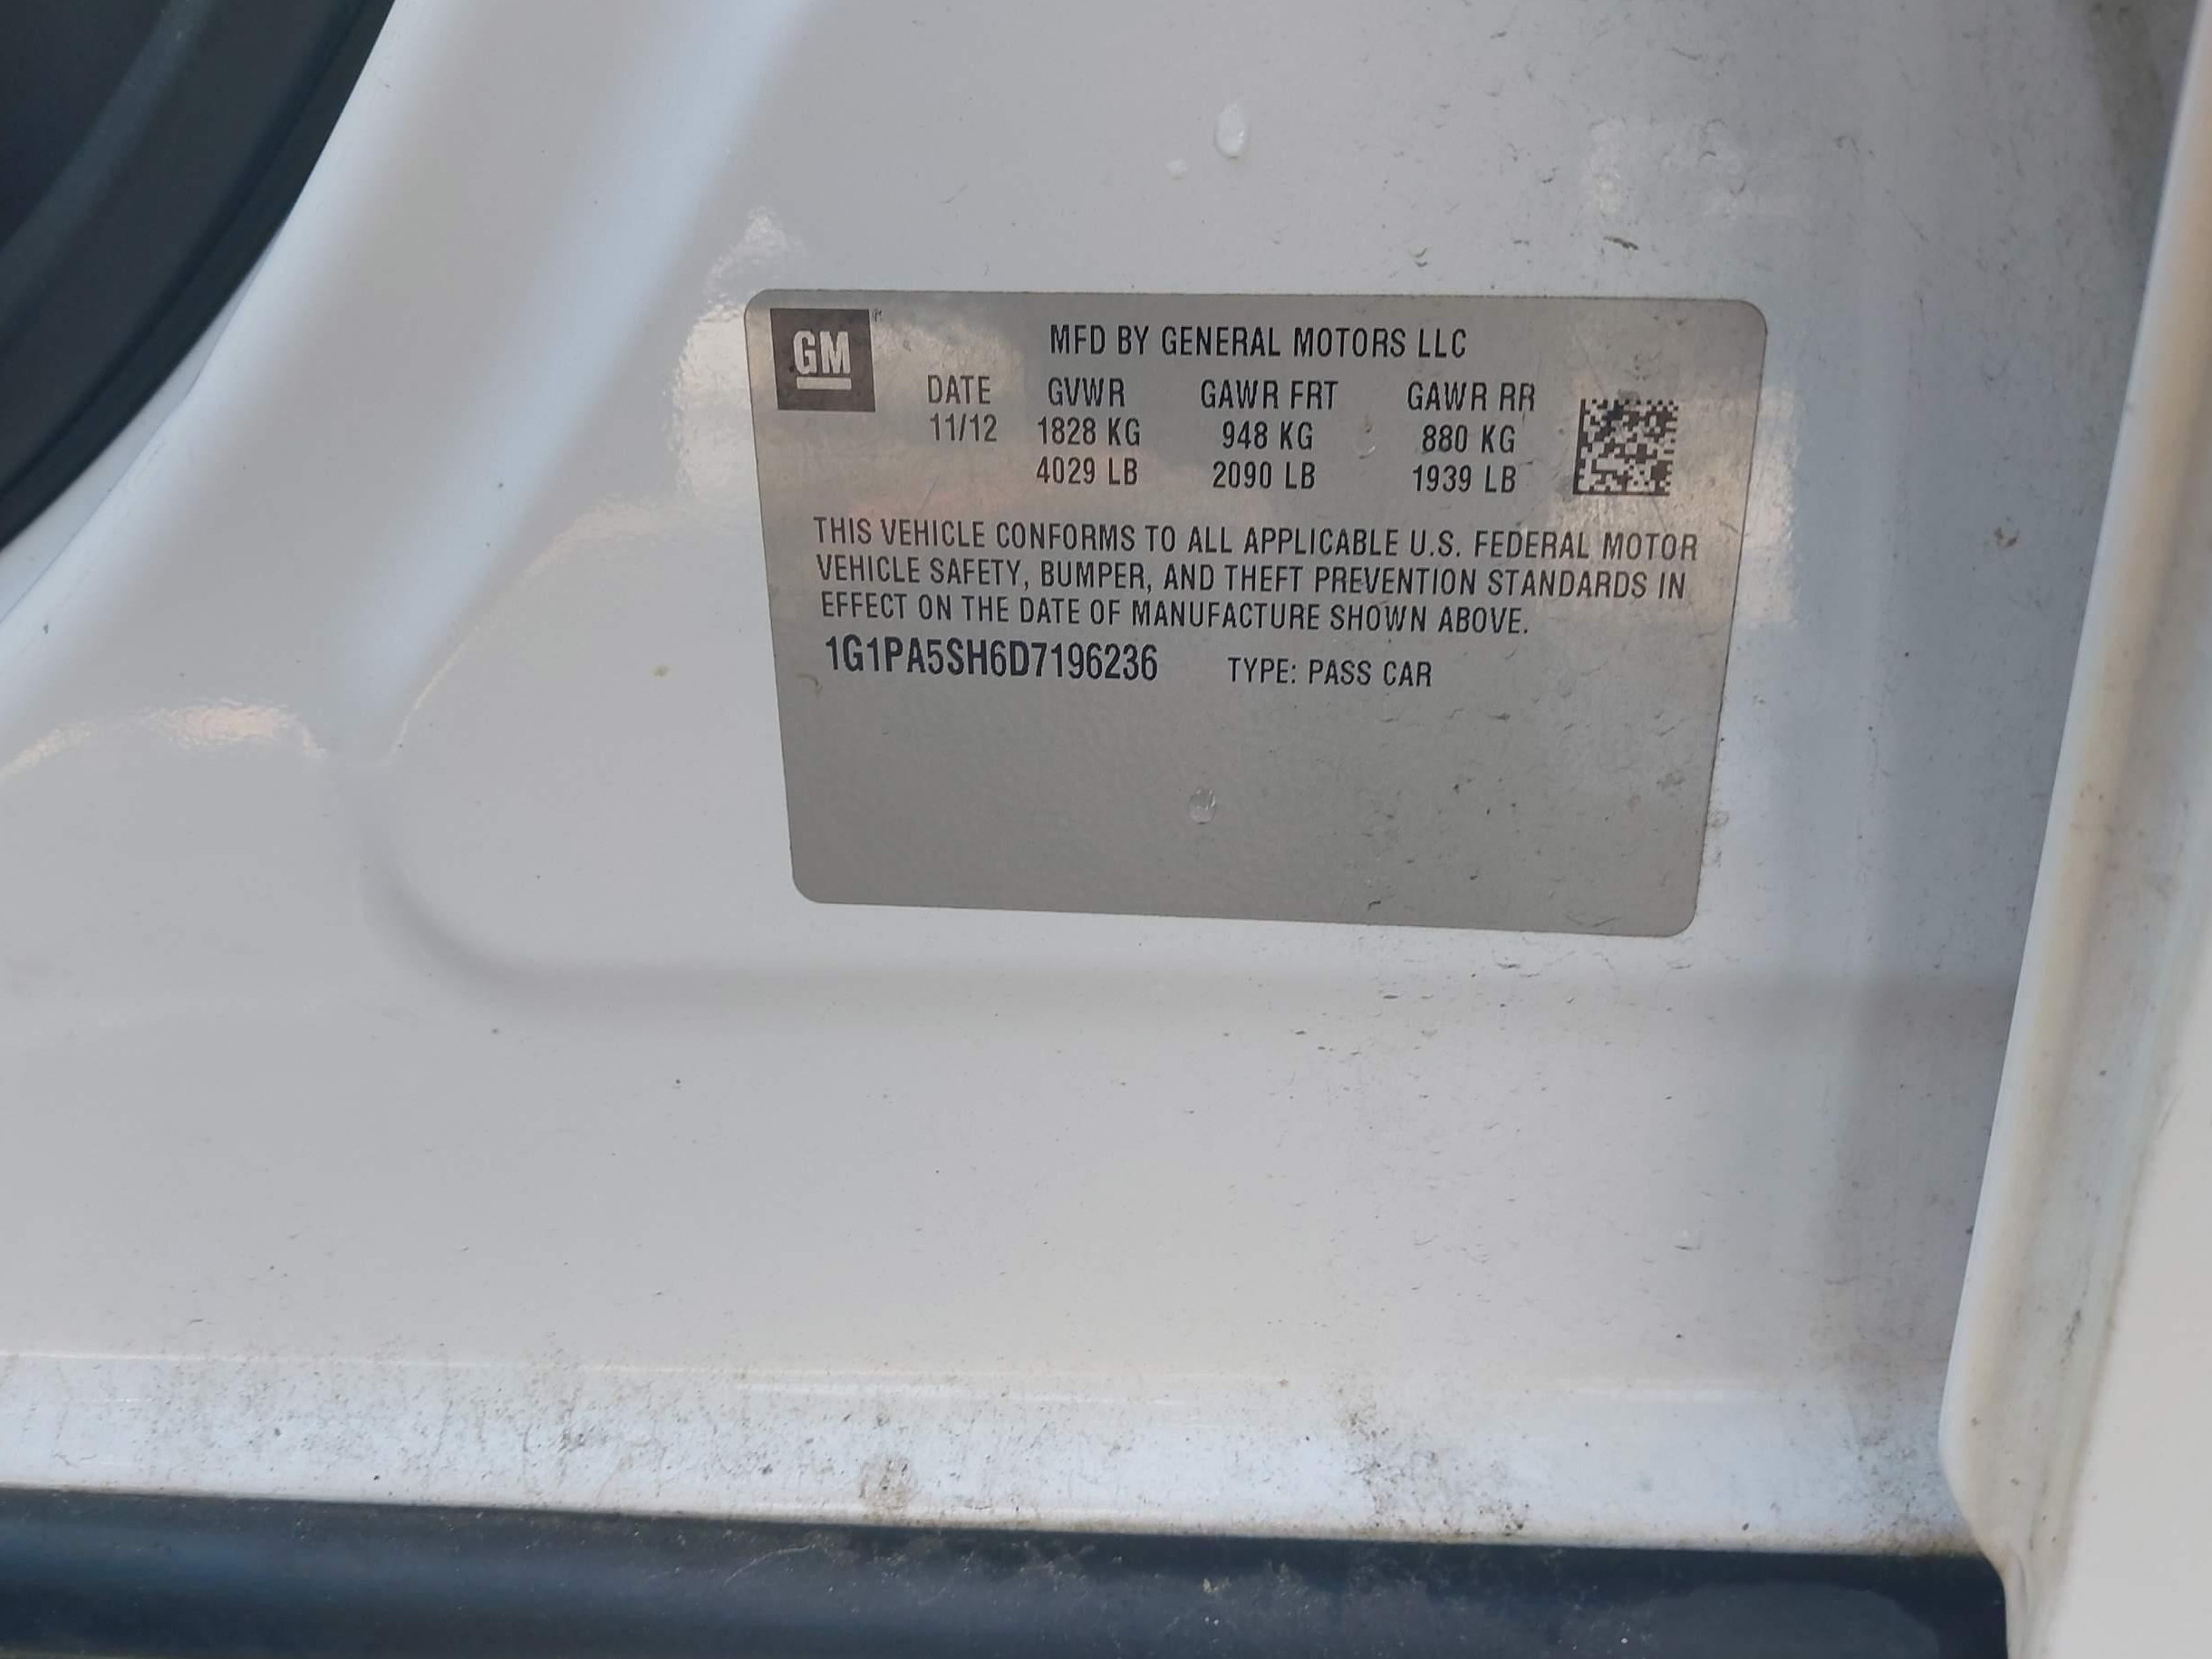 GM ®
MFD BY GENERAL MOTORS LLC
DATE GVWR GAWR FRT GAWR RR
11/12 1828 KG 948 KG 880 KG
4029 LB 2090 LB 1939 LB
THIS VEHICLE CONFORMS TO ALL APPLICABLE U.S. FEDERAL MOTOR
VEHICLE SAFETY, BUMPER, AND THEFT PREVENTION STANDARDS IN
EFFECT ON THE DATE OF MANUFACTURE SHOWN ABOVE.
1G1PA5SH6D7196236 TYPE: PASS CAR